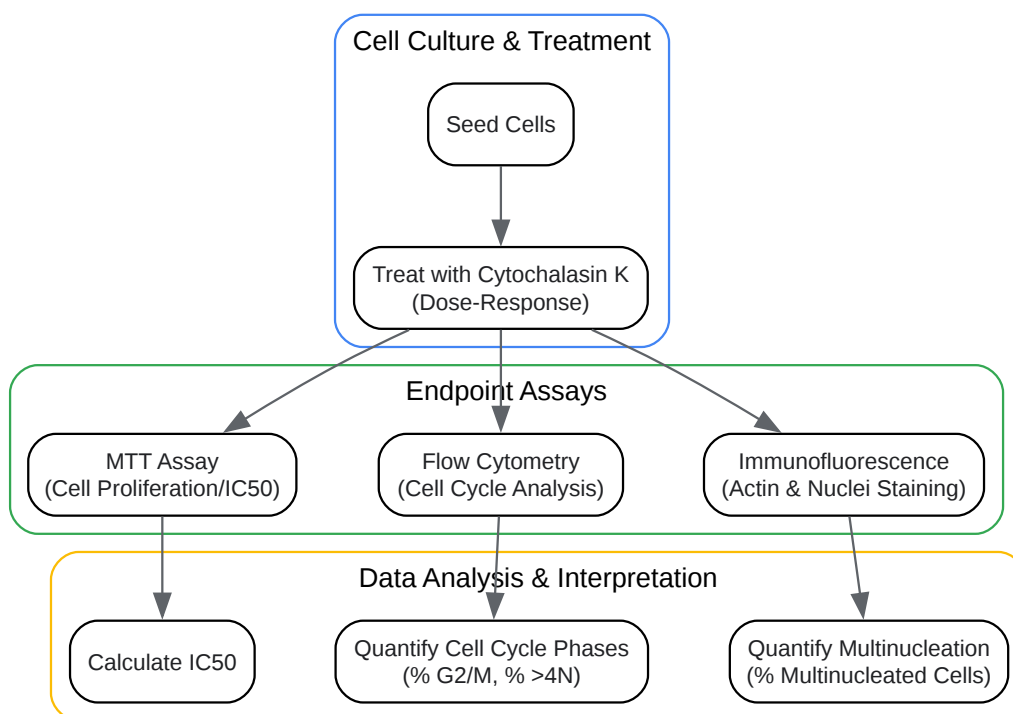 Cell Culture & Treatment
Seed Cells
Treat with Cytochalasin K
(Dose-Response)
Endpoint Assays
MTT Assay
(Cell Proliferation/IC50)
Flow Cytometry
(Cell Cycle Analysis)
Immunofluorescence
(Actin & Nuclei Staining)
Data Analysis & Interpretation
Calculate IC50
Quantify Cell Cycle Phases
(% G2/M, % >4N)
Quantify Multinucleation
(% Multinucleated Cells)